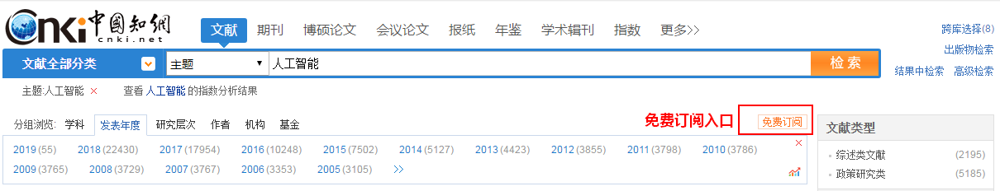 Cnki中國知網
cnki.net
文献 期刊 博硕论文 会议论文 报纸 年鉴 学术辑刊 指数 更多>>
跨库选择(8)
出版物检索
文献全部分类 主题 人工智能 检 索
结果中检索 高级检索
主题:人工智能 × 查看 人工智能 的指数分析结果
分组浏览: 学科 发表年度 研究层次 作者 机构 基金 免费订阅入口 免费订阅
2019 (55) 2018 (22430) 2017 (17954) 2016 (10248) 2015 (7502) 2014 (5127) 2013 (4423) 2012 (3855) 2011 (3798) 2010 (3786)
2009 (3765) 2008 (3729) 2007 (3767) 2006 (3353) 2005 (3105) >>
文献类型
综述类文献 (2195)
政策研究类 (5185)